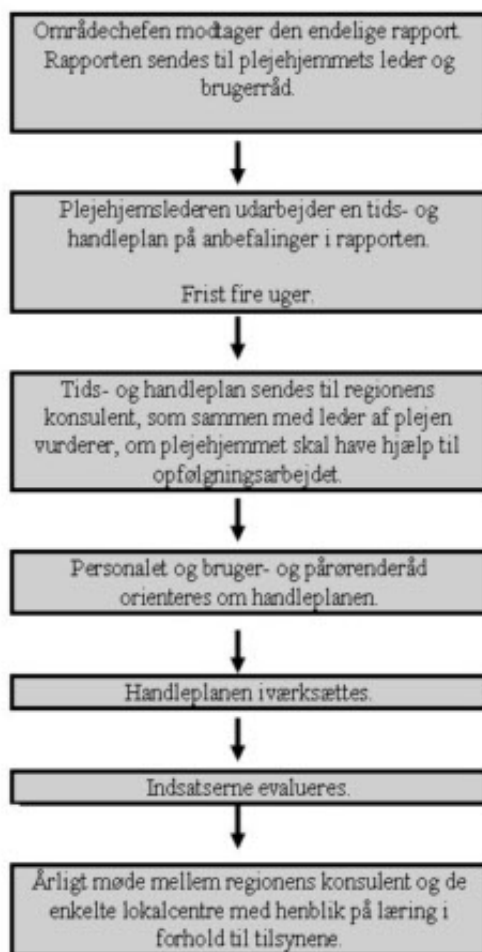 Områdechefen modtager den endelige rapport.
Rapporten sendes til plejehjemmets leder og
brugerråd.
Plejehjemslederen udarbejder en tids- og
handleplan på anbefalinger i rapporten.
Frist fire uger.
Tids- og handleplan sendes til regionens
konsulent, som sammen med leder af plejen
vurderer, om plejehjemmet skal have hjælp til
opfølgningsarbejdet.
Personalet og bruger- og pårørenderåd
orienteres om handleplanen.
Handleplanen iværksættes.
Indsatserne evalueres.
Årligt møde mellem regionens konsulent og de
enkelte lokalcentre med henblik på læring i
forhold til tilsynene.